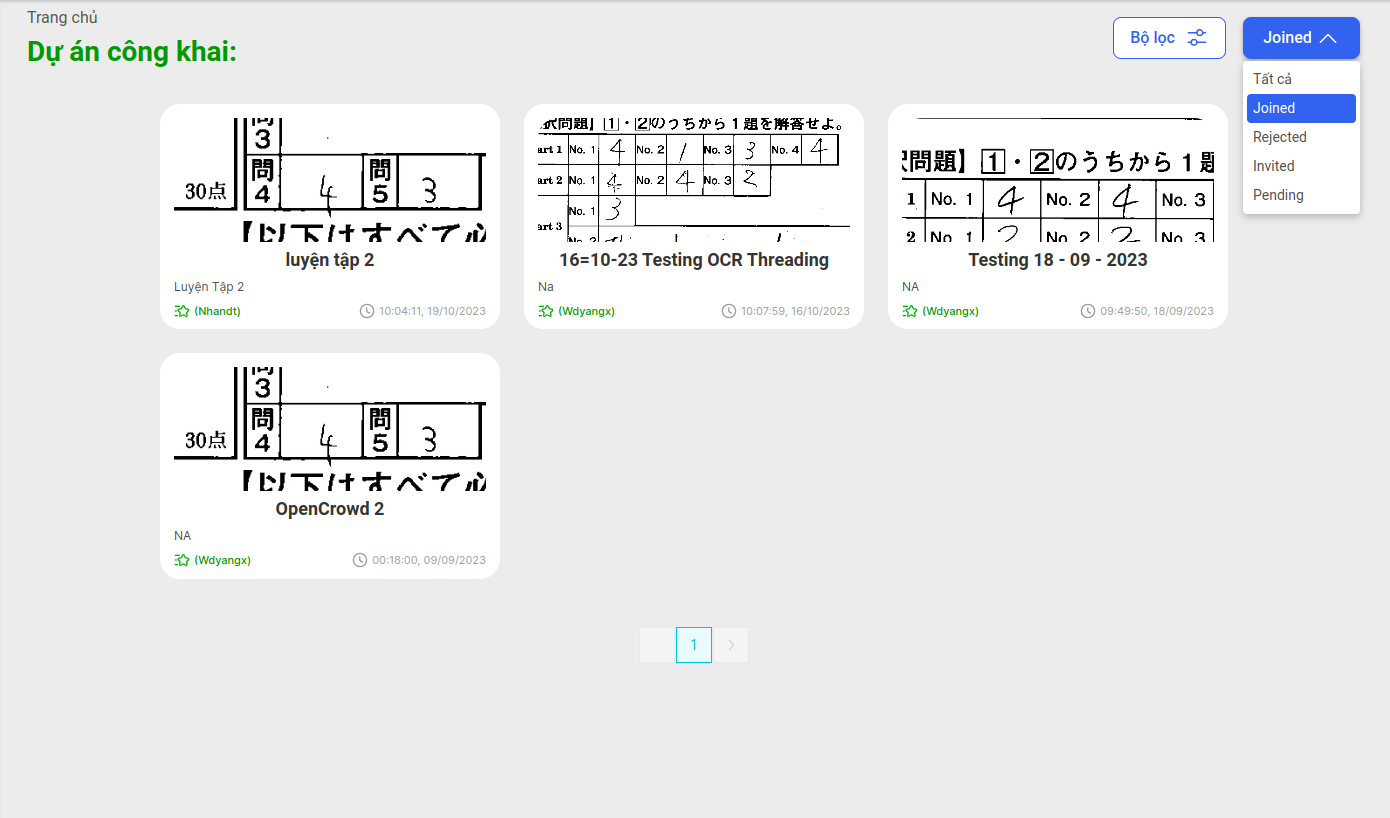 Trang chủ
Dự án công khai:
Bộ lọc
Joined
Tất cả
Joined
Rejected
Invited
Pending
3
30点 問4 4 問5 3
【以下はすべて
luyện tập 2
Luyện Tập 2
(Nhandt) 10:04:11, 19/10/2023
択問題】1・2のうちから1題を解答せよ。
art 1 No. 1 4 No. 2 1 No. 3 3 No. 4 4
art 2 No. 1 4 No. 2 4 No. 3 2
art 3 No. 1 3
16=10-23 Testing OCR Threading
Na
(Wdyangx) 10:07:59, 16/10/2023
択問題】1・2のうちから1題
1 No. 1 4 No. 2 4 No. 3
2 No. 1 2 No. 2 2 No. 3
Testing 18 - 09 - 2023
NA
(Wdyangx) 09:49:50, 18/09/2023
3
30点 問4 4 問5 3
【以下はすべて
OpenCrowd 2
NA
(Wdyangx) 00:18:00, 09/09/2023
1